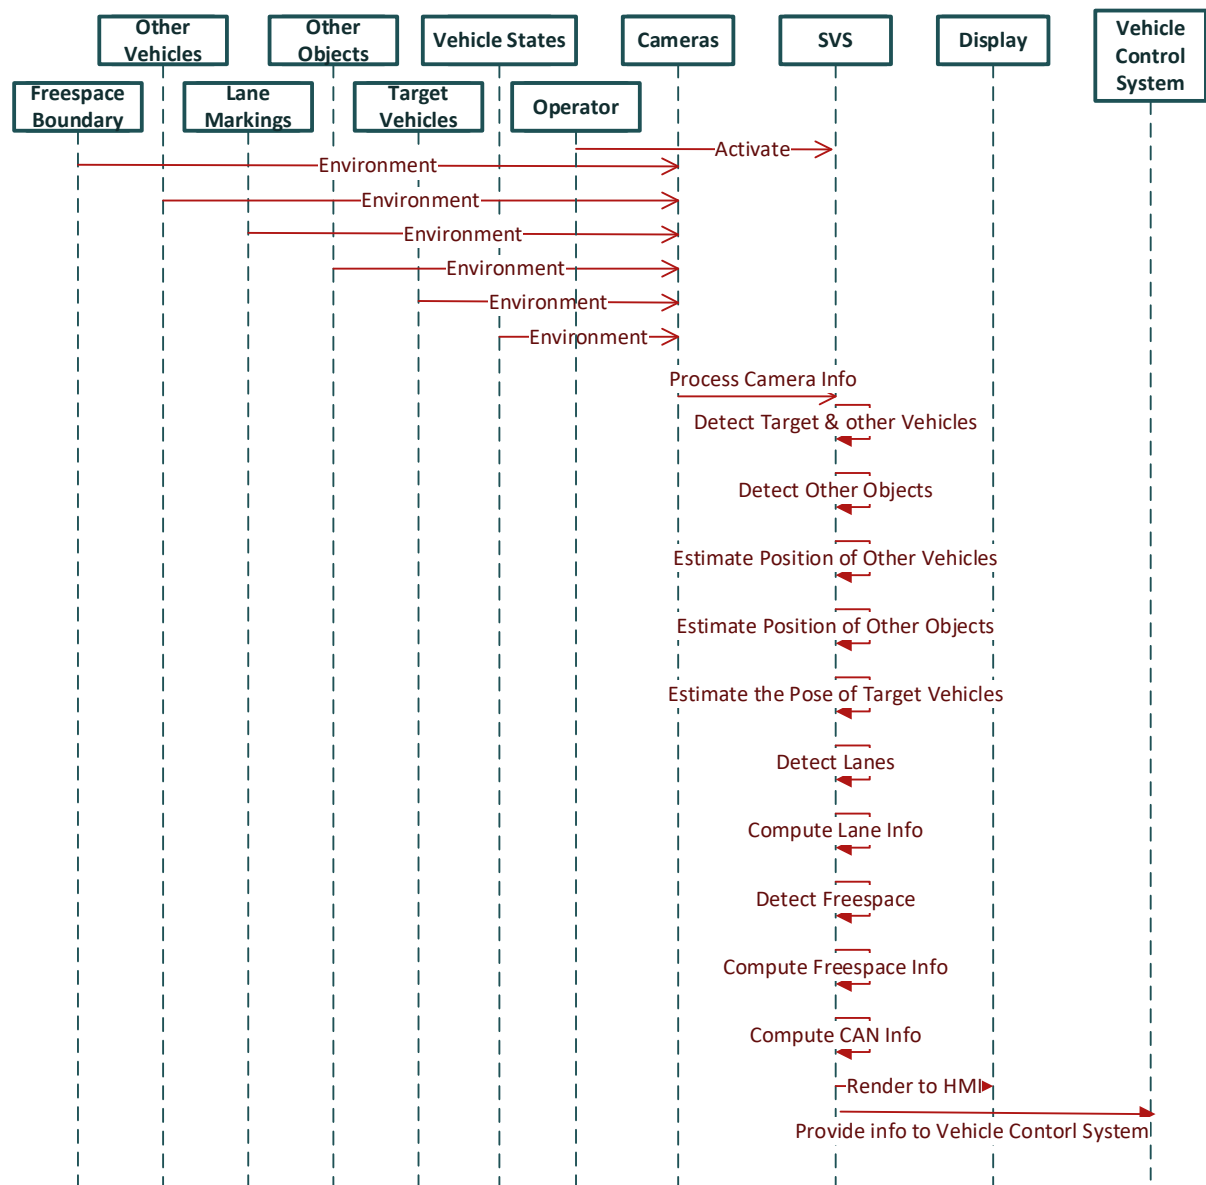 Other
Vehicles
Other
Objects
Vehicle States
Cameras
SVS
Display
Vehicle
Control
System
Freespace
Boundary
Lane
Markings
Target
Vehicles
Operator
Activate
Environment
Environment
Environment
Environment
Environment
Environment
Process Camera Info
Detect Target & other Vehicles
Detect Other Objects
Estimate Position of Other Vehicles
Estimate Position of Other Objects
Estimate the Pose of Target Vehicles
Detect Lanes
Compute Lane Info
Detect Freespace
Compute Freespace Info
Compute CAN Info
Render to HMI
Provide info to Vehicle Contorl System